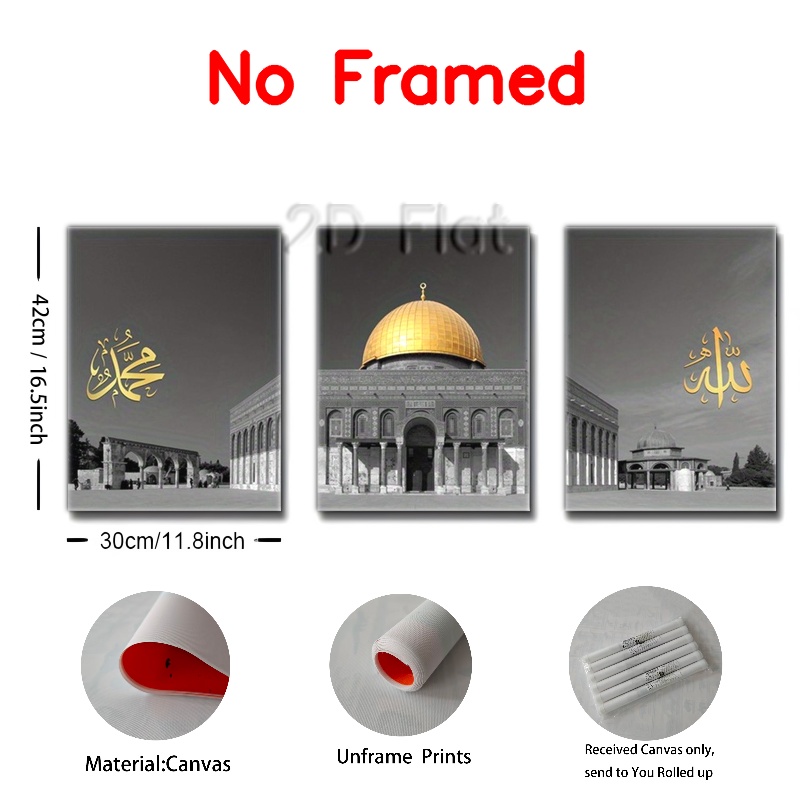 No Framed
2D Flat
محمد
الله
42cm / 16.5inch
30cm/11.8inch
Material:Canvas
Unframe Prints
Received Canvas only,
send to You Rolled up